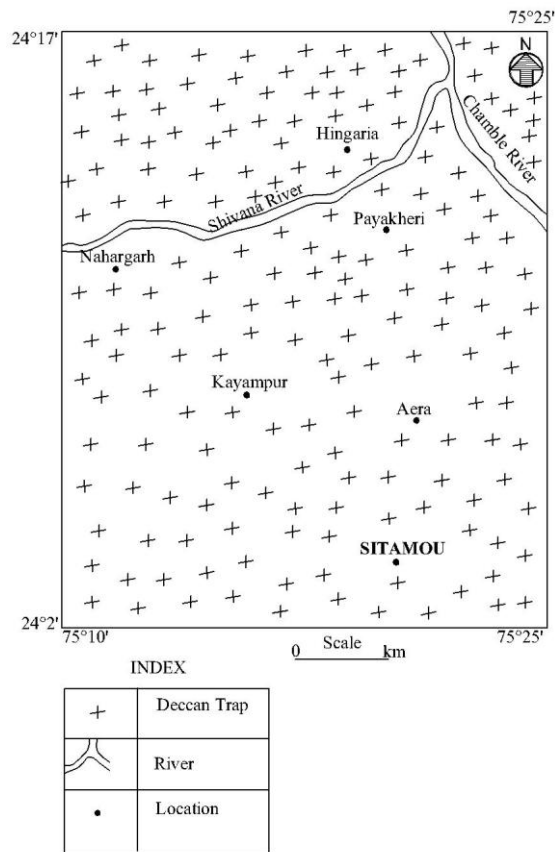 75°25'
24°17'
N
Chamble River
Hingaria
Shivana River
Payakheri
Nahargarh
Kayampur
Aera
SITAMOU
24°2'
75°10'
75°25'
Scale
0 km
INDEX
Deccan Trap
River
Location